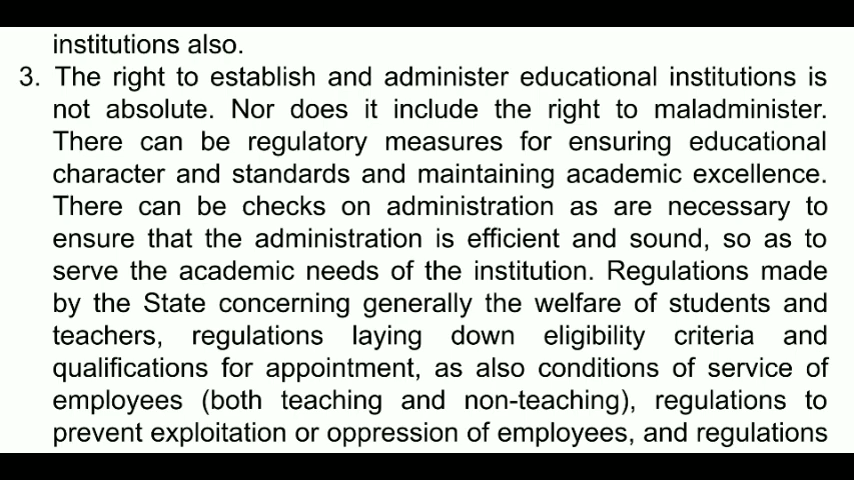 institutions also.
3. The right to establish and administer educational institutions is
not absolute. Nor does it include the right to maladminister.
There can be regulatory measures for ensuring educational
character and standards and maintaining academic excellence.
There can be checks on administration as are necessary to
ensure that the administration is efficient and sound, so as to
serve the academic needs of the institution. Regulations made
by the State concerning generally the welfare of students and
teachers, regulations laying down eligibility criteria and
qualifications for appointment, as also conditions of service of
employees (both teaching and non-teaching), regulations to
prevent exploitation or oppression of employees, and regulations